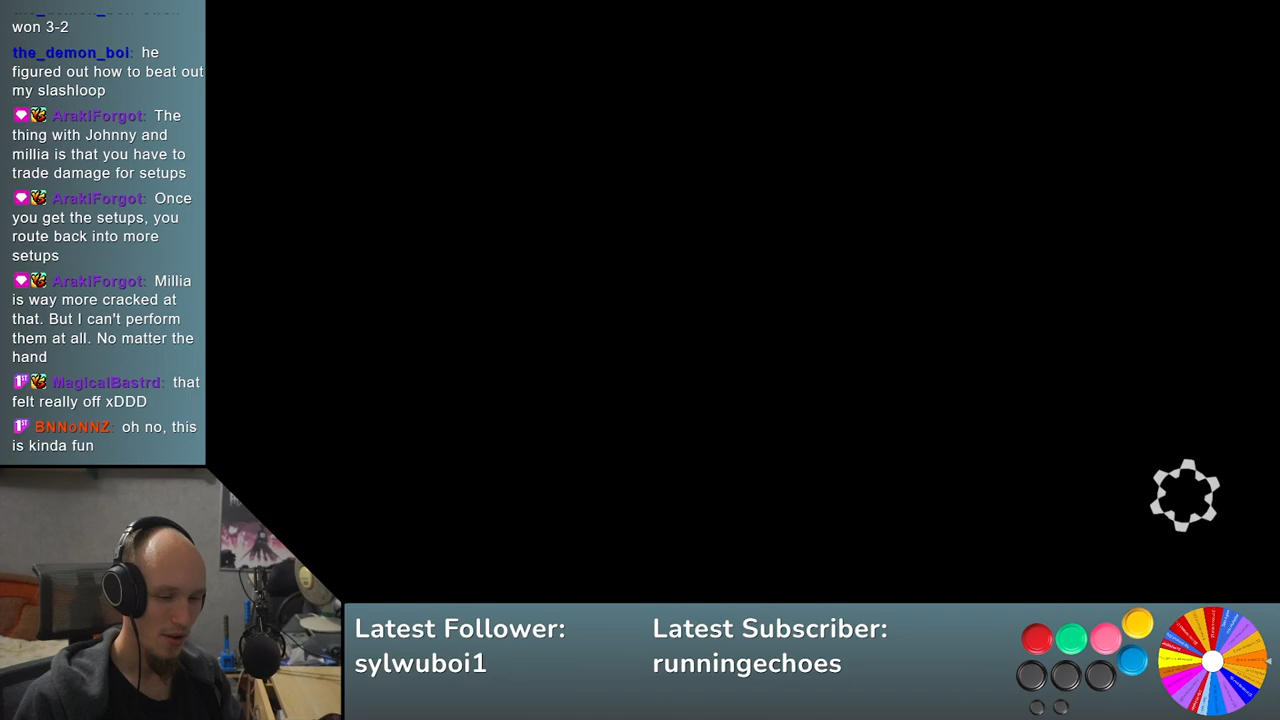 won 3-2
the_demon_boi: he
figured out how to beat out
my slashloop
ArakiForgot: The
thing with Johnny and
millia is that you have to
trade damage for setups
ArakiForgot: Once
you get the setups, you
route back into more
setups
ArakiForgot: Millia
is way more cracked at
that. But I can't perform
them at all. No matter the
hand
MagicalBastrd: that
felt really off xDDD
BNNoNNZ: oh no, this
is kinda fun
Latest Follower:
sylwuboi1
Latest Subscriber:
runningechoes